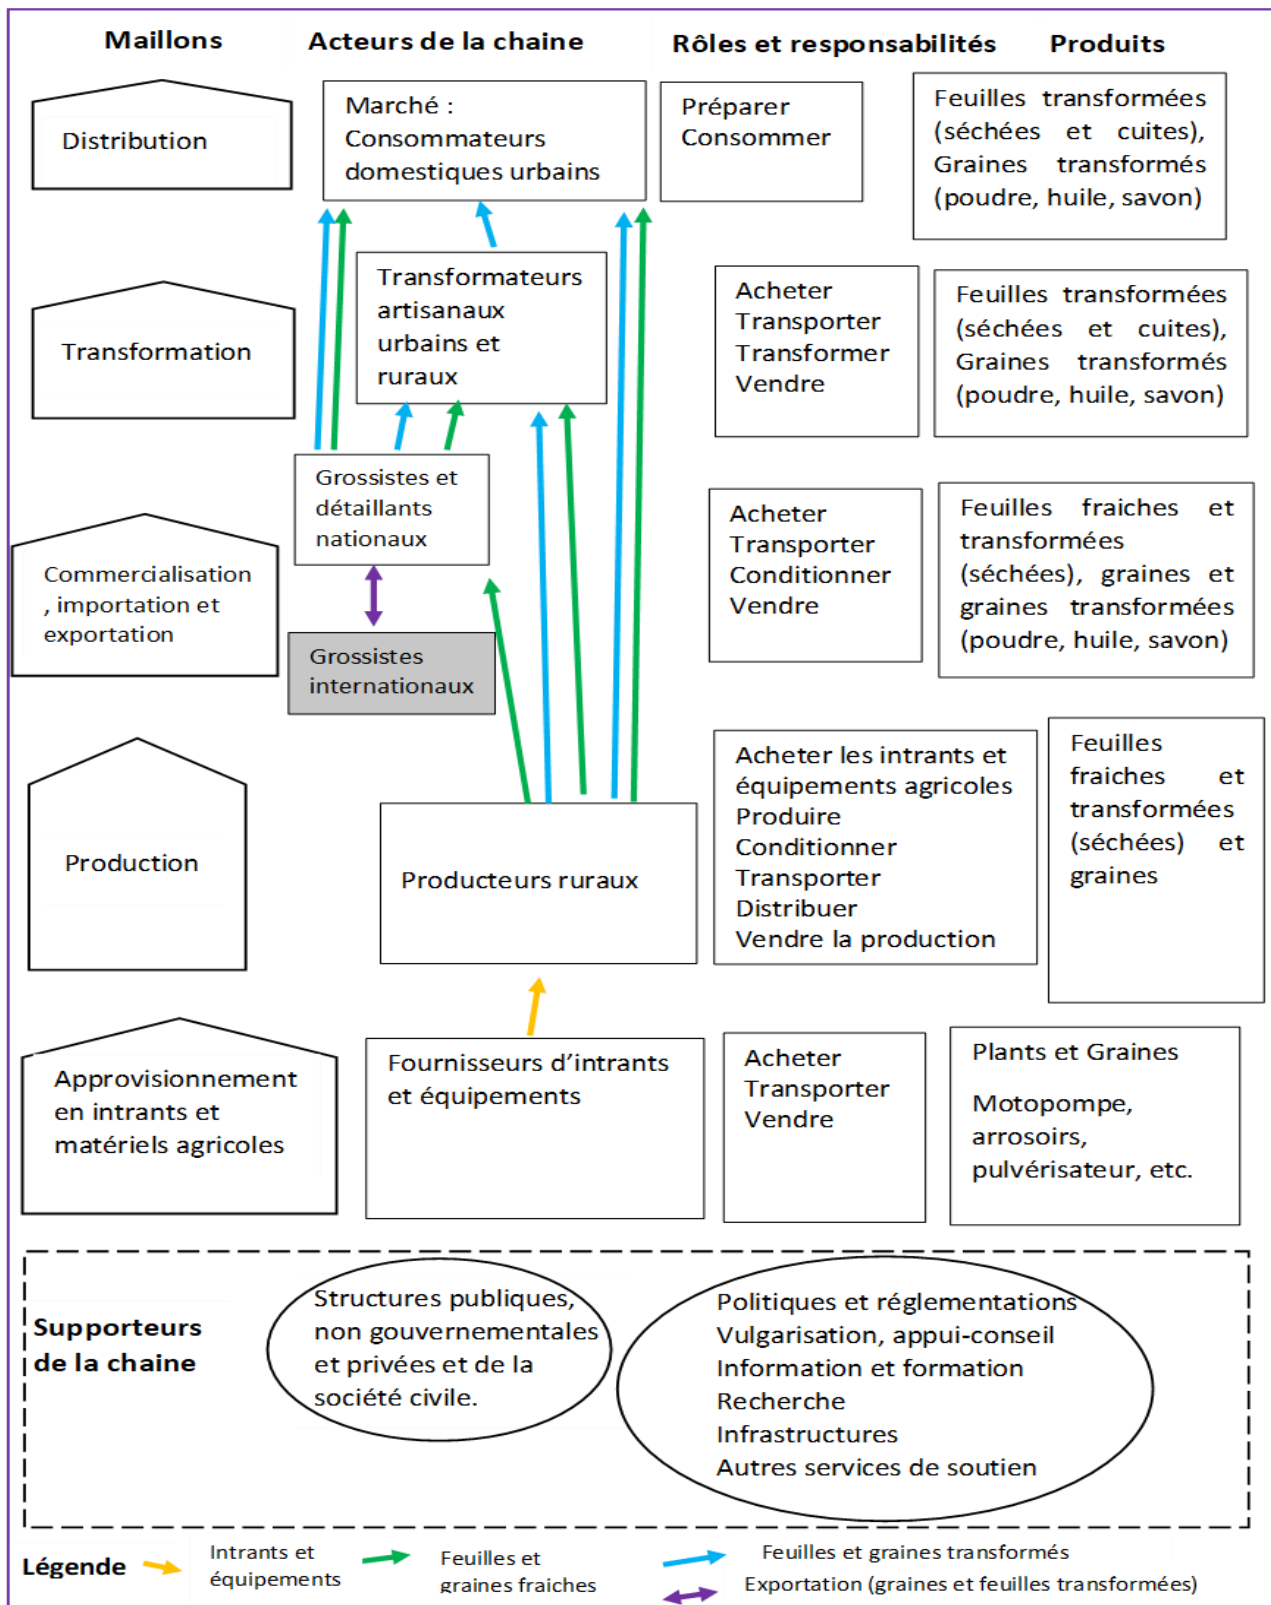 Maillons
Acteurs de la chaine
Rôles et responsabilités
Produits
Distribution
Marché :
Consommateurs
domestiques urbains
Préparer
Consommer
Feuilles transformées
(séchées et cuites),
Graines transformés
(poudre, huile, savon)
Transformation
Transformateurs
artisanaux
urbains et
ruraux
Acheter
Transporter
Transformer
Vendre
Feuilles transformées
(séchées et cuites),
Graines transformés
(poudre, huile, savon)
Commercialisation
, importation et
exportation
Grossistes et
détaillants
nationaux
Grossistes
internationaux
Acheter
Transporter
Conditionner
Vendre
Feuilles fraiches et
transformées
(séchées), graines et
graines transformées
(poudre, huile, savon)
Production
Producteurs ruraux
Acheter les intrants et
équipements agricoles
Produire
Conditionner
Transporter
Distribuer
Vendre la production
Feuilles
fraiches et
transformées
(séchées) et
graines
Approvisionnement
en intrants et
matériels agricoles
Fournisseurs d’intrants
et équipements
Acheter
Transporter
Vendre
Plants et Graines
Motopompe,
arrosoirs,
pulvérisateur, etc.
Supporteurs
de la chaine
Structures publiques,
non gouvernementales
et privées et de la
société civile.
Politiques et réglementations
Vulgarisation, appui-conseil
Information et formation
Recherche
Infrastructures
Autres services de soutien
Légende
Intrants et
équipements
Feuilles et
graines fraiches
Feuilles et graines transformés
Exportation (graines et feuilles transformées)